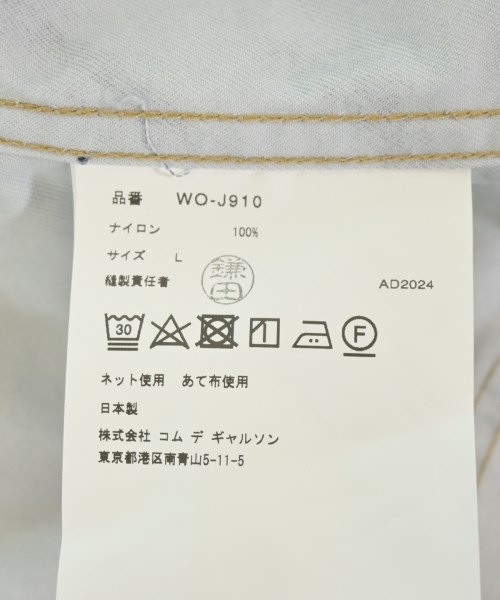 品番 WO-J910
ナイロン 100%
サイズ L
縫製責任者 鎌田 AD2024
30 F
ネット使用 あて布使用
日本製
株式会社 コム デ ギャルソン
東京都港区南青山5-11-5